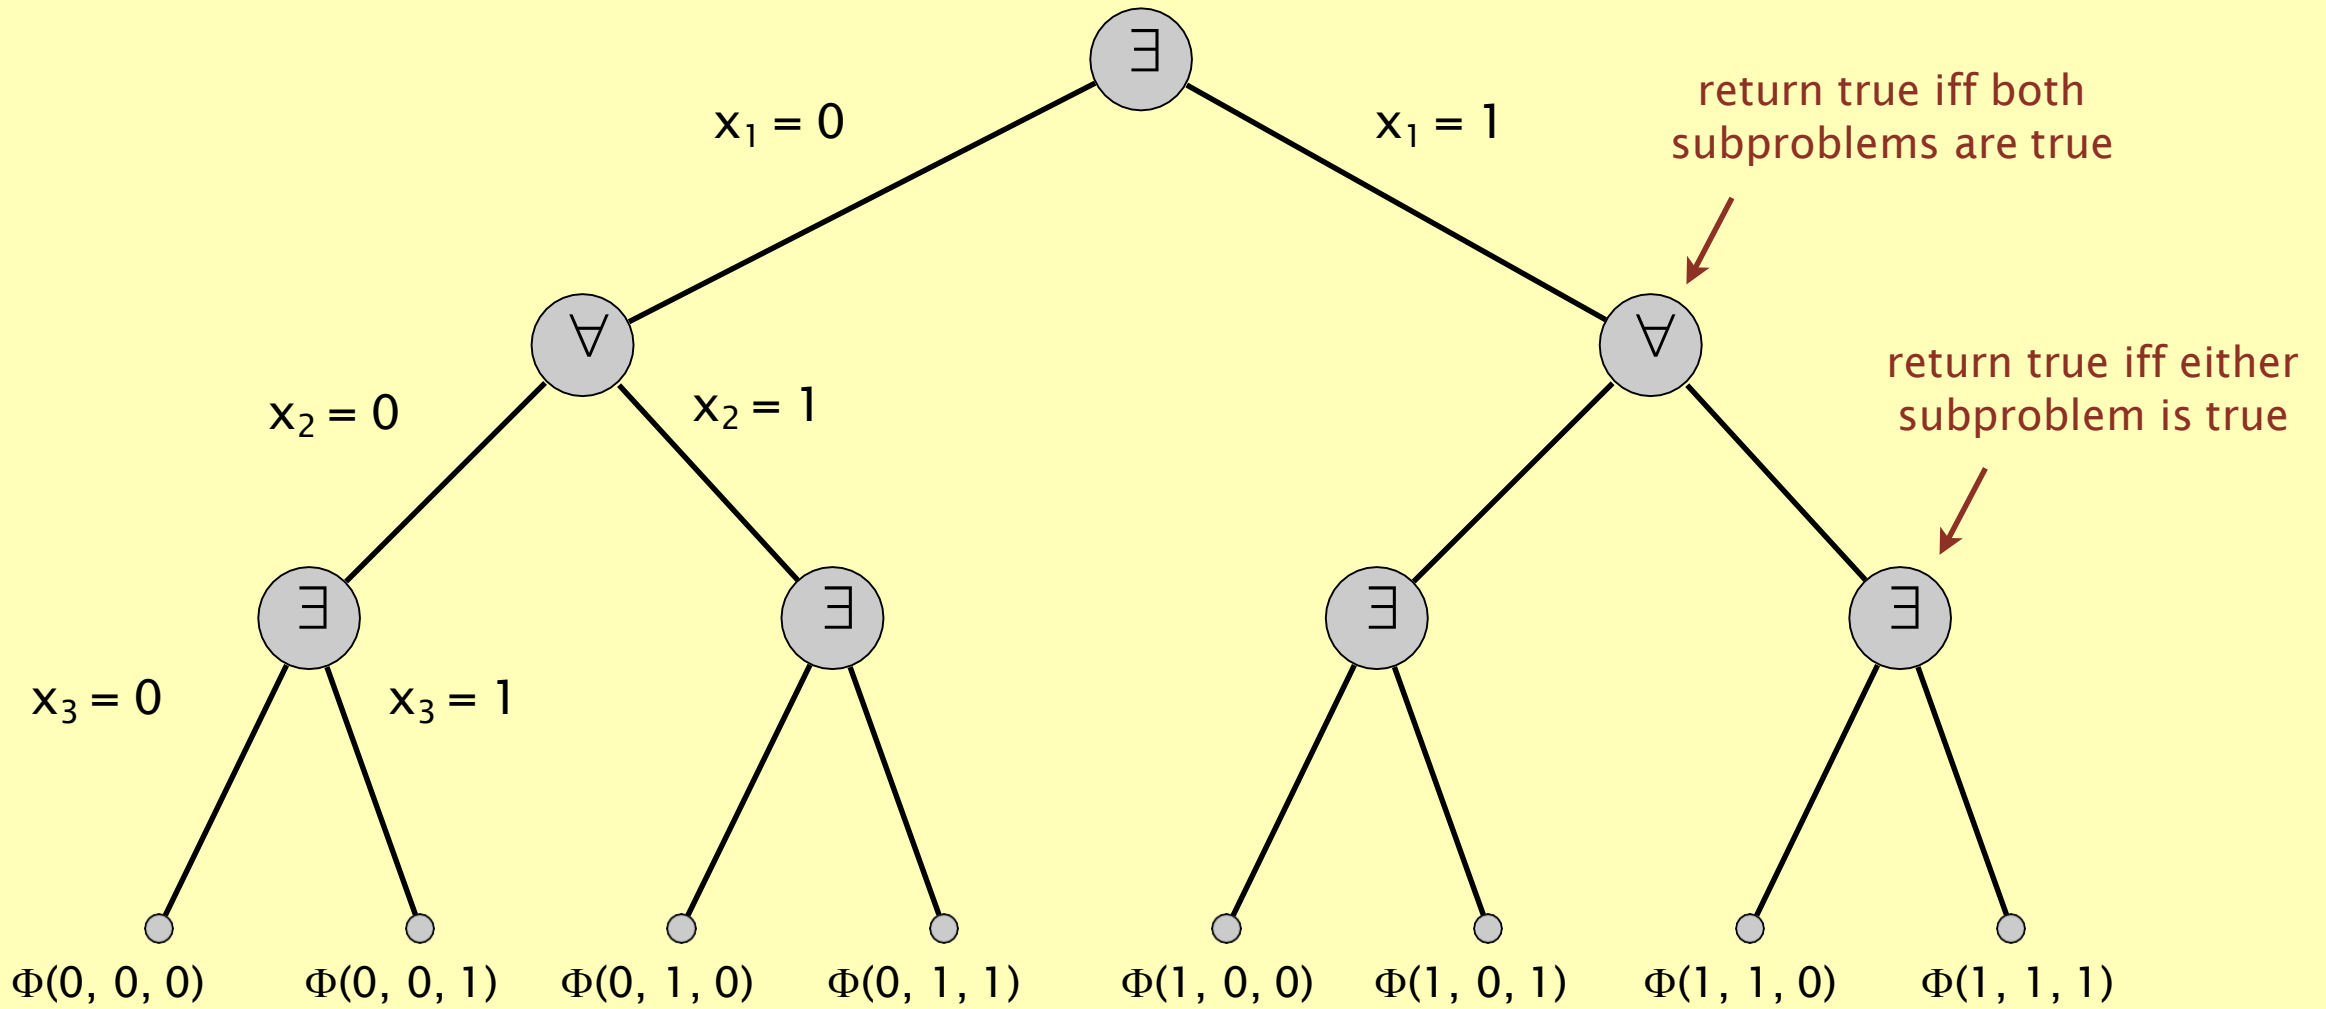 ∃
x₁ = 0
x₁ = 1
return true iff both
subproblems are true
∀
∀
x₂ = 0
x₂ = 1
return true iff either
subproblem is true
∃
∃
∃
∃
x₃ = 0
x₃ = 1
Φ(0, 0, 0)
Φ(0, 0, 1)
Φ(0, 1, 0)
Φ(0, 1, 1)
Φ(1, 0, 0)
Φ(1, 0, 1)
Φ(1, 1, 0)
Φ(1, 1, 1)